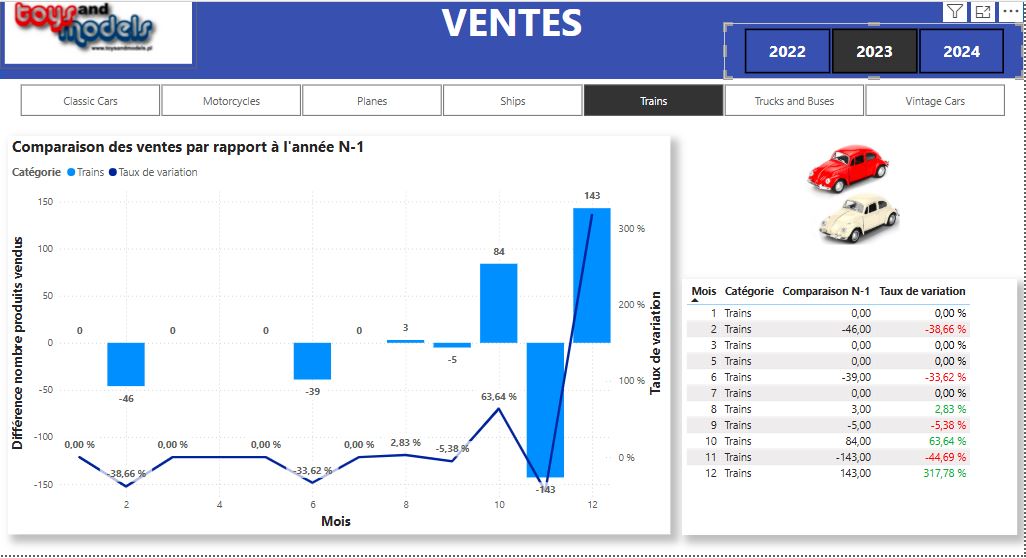 toys and
models
www.toysandmodels.pl
VENTES
2022 2023 2024
Classic Cars Motorcycles Planes Ships Trains Trucks and Buses Vintage Cars
Comparaison des ventes par rapport à l'année N-1
Catégorie Trains Taux de variation
Différence nombre produits vendus
150
100
50
0
-50
-100
-150
0 -46 0 0 -39 0 3 -5 84 -143 143
0,00 % -38,66 % 0,00 % 0,00 % -33,62 % 0,00 % 2,83 % -5,38 % 63,64 %
300 %
200 %
100 %
0 %
Taux de variation
2 4 6 8 10 12
Mois
Mois Catégorie Comparaison N-1 Taux de variation
1 Trains 0,00 0,00 %
2 Trains -46,00 -38,66 %
3 Trains 0,00 0,00 %
5 Trains 0,00 0,00 %
6 Trains -39,00 -33,62 %
7 Trains 0,00 0,00 %
8 Trains 3,00 2,83 %
9 Trains -5,00 -5,38 %
10 Trains 84,00 63,64 %
11 Trains -143,00 -44,69 %
12 Trains 143,00 317,78 %